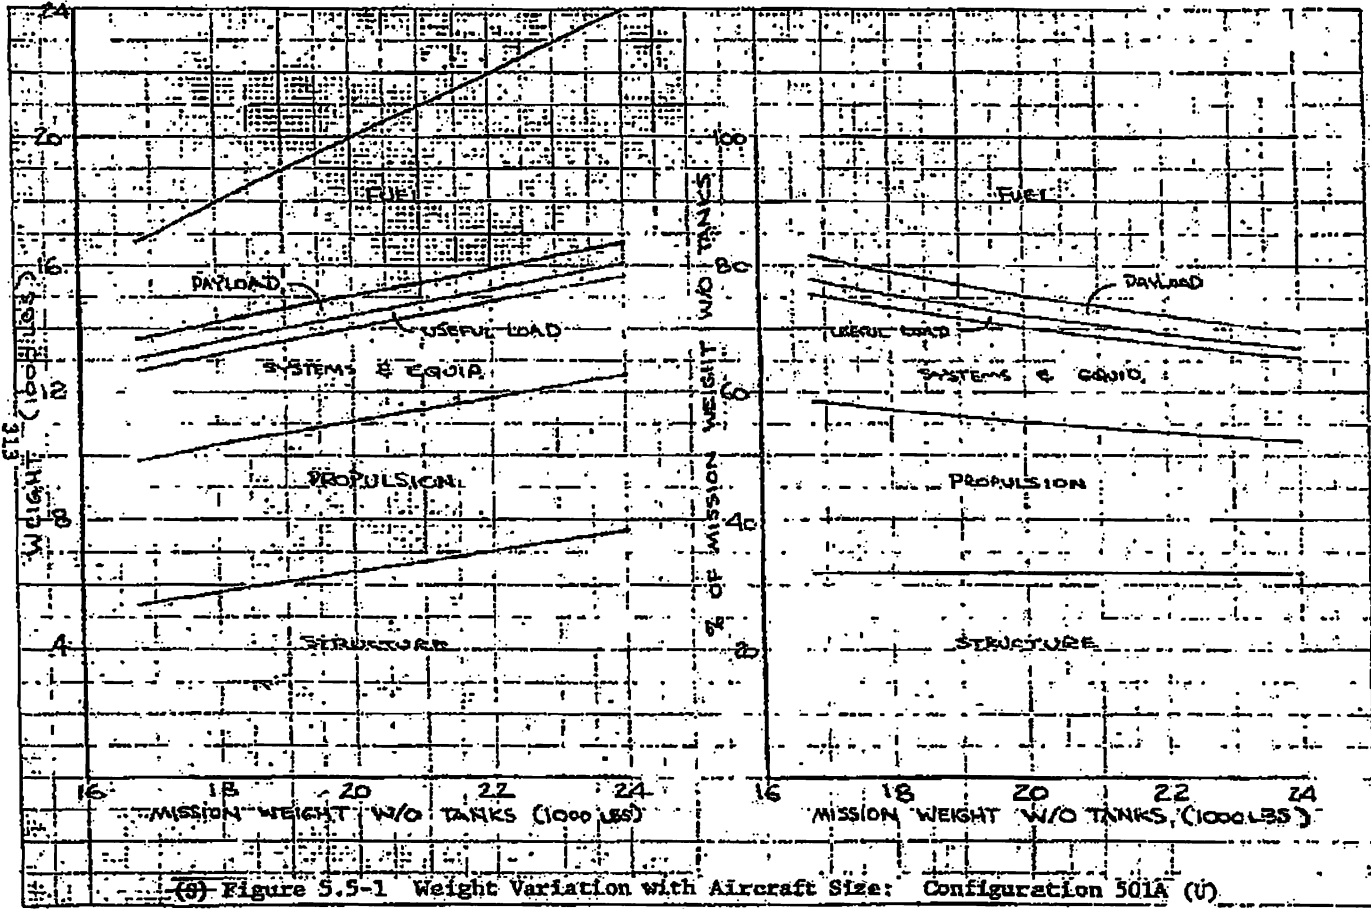 24
20
16
12
8
4
WEIGHT (1000 LBS)
313
FUEL
PAYLOAD
USEFUL LOAD
SYSTEMS & EQUIP.
PROPULSION
STRUCTURE
16 18 20 22 24
MISSION WEIGHT W/O TANKS (1000 LBS)
% OF MISSION WEIGHT W/O TANKS
100
80
60
40
20
FUEL
PAYLOAD
USEFUL LOAD
SYSTEMS & EQUIP.
PROPULSION
STRUCTURE
16 18 20 22 24
MISSION WEIGHT W/O TANKS (1000 LBS)
(S) Figure 5.5-1 Weight Variation with Aircraft Size: Configuration 501A (U)